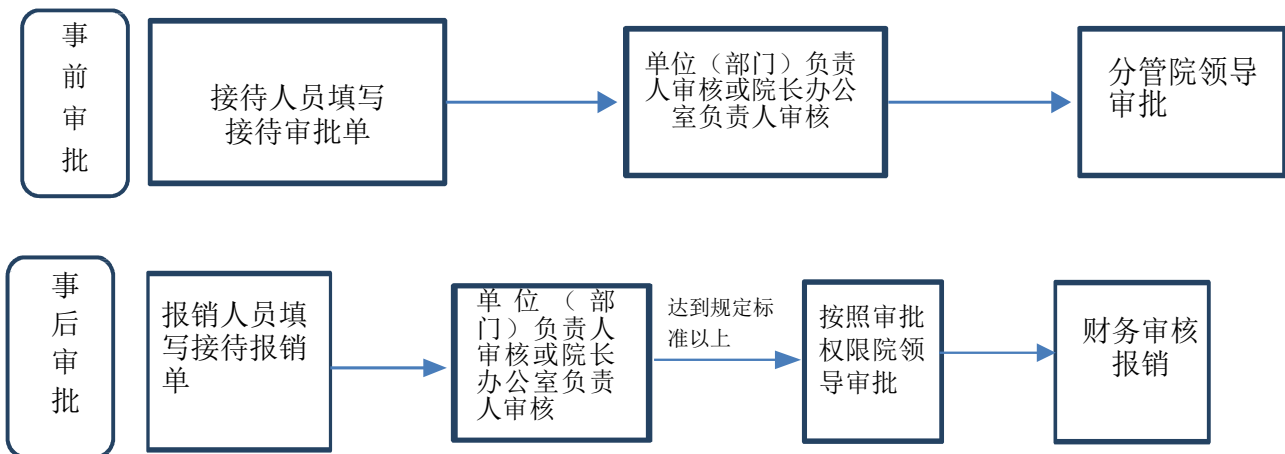 事前审批
接待人员填写
接待审批单
单位（部门）负责
人审核或院长办公
室负责人审核
分管院领导
审批
事后审批
报销人员填
写接待报销
单
单位（部
门）负责人
审核或院长
办公室负责
人审核
达到规定标
准以上
按照审批
权限院领
导审批
财务审核
报销